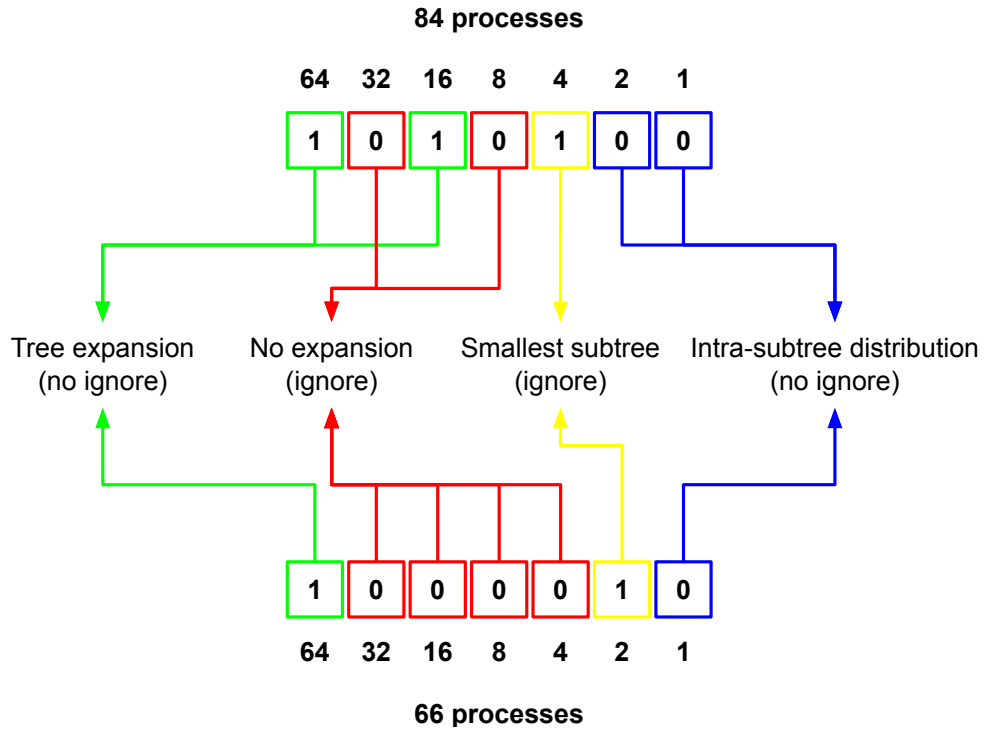 84 processes
64 32 16 8 4 2 1
1 0 1 0 1 0 0
Tree expansion
(no ignore)
No expansion
(ignore)
Smallest subtree
(ignore)
Intra-subtree distribution
(no ignore)
1 0 0 0 0 1 0
64 32 16 8 4 2 1
66 processes